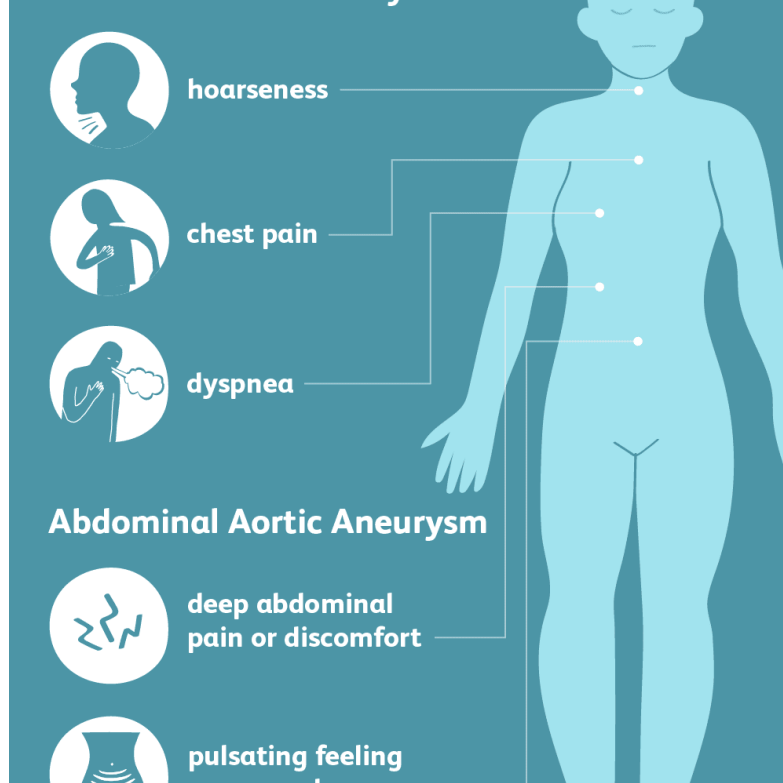 hoarseness
chest pain
dyspnea
Abdominal Aortic Aneurysm
deep abdominal
pain or discomfort
pulsating feeling